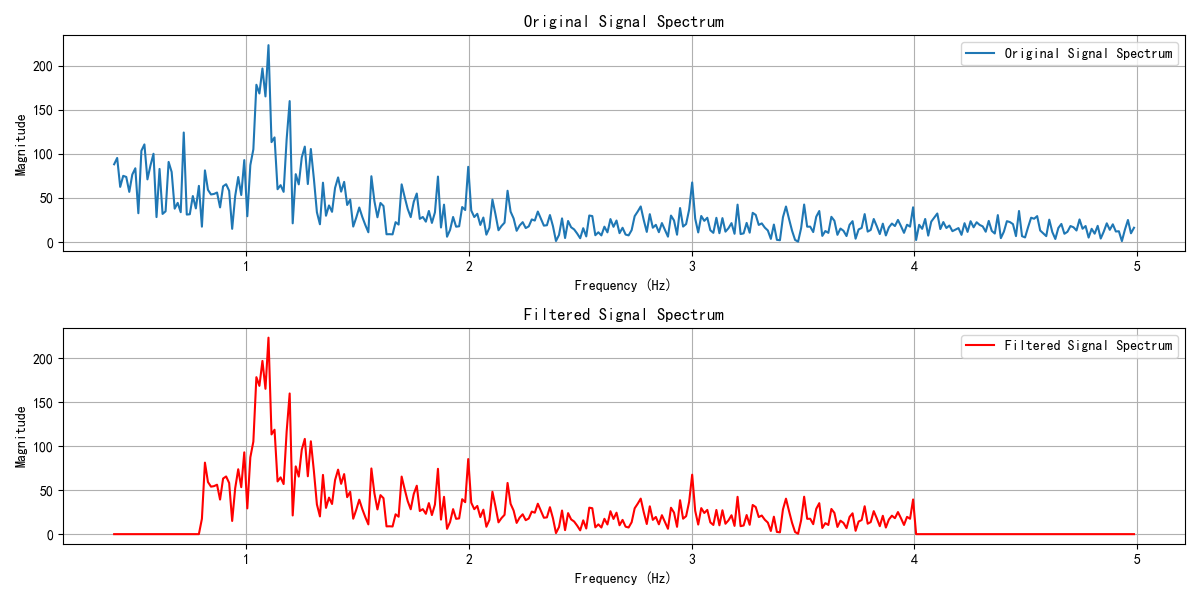 Original Signal Spectrum
Original Signal Spectrum
Magnitude
200
150
100
50
0
1
2
3
4
5
Frequency (Hz)
Filtered Signal Spectrum
Filtered Signal Spectrum
Magnitude
200
150
100
50
0
1
2
3
4
5
Frequency (Hz)